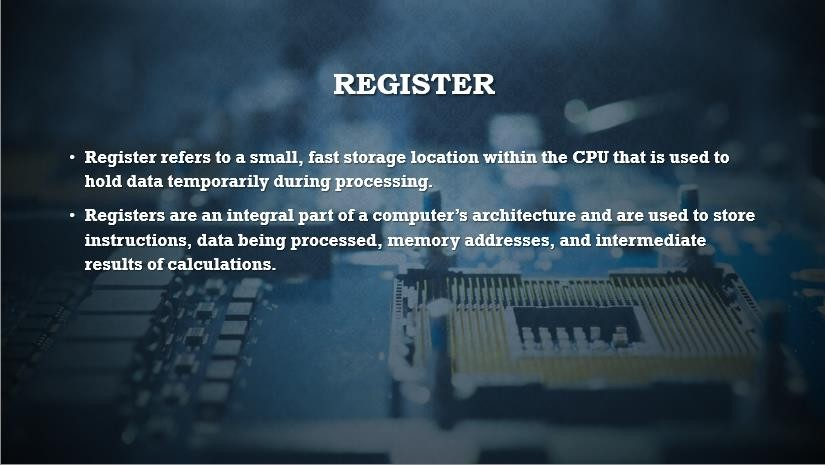 REGISTER
• Register refers to a small, fast storage location within the CPU that is used to
hold data temporarily during processing.
• Registers are an integral part of a computer’s architecture and are used to store
instructions, data being processed, memory addresses, and intermediate
results of calculations.